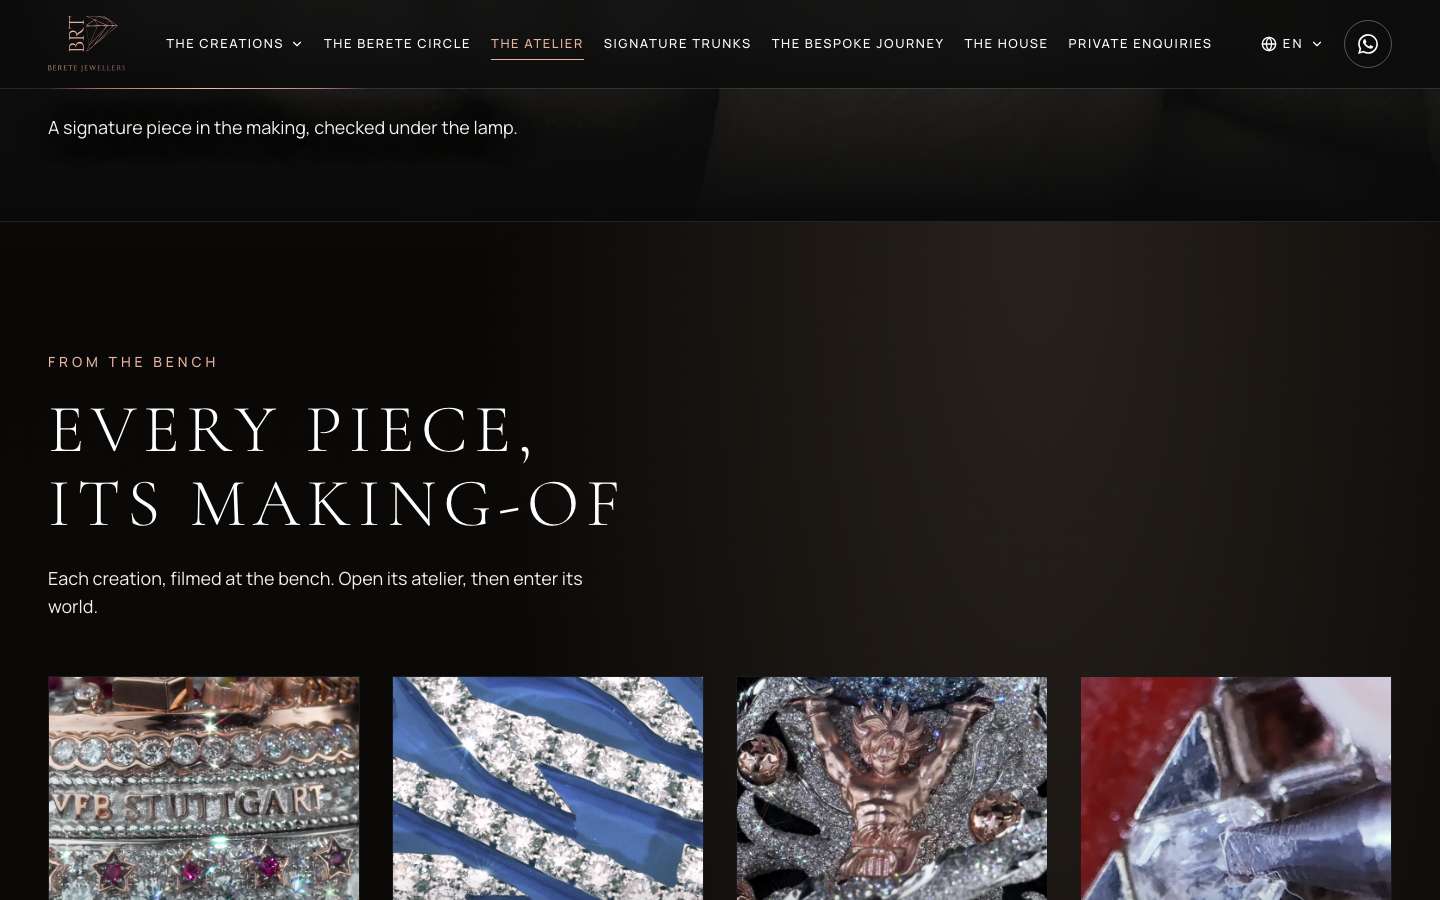 BRT
BERETE JEWELLERS
THE CREATIONS
THE BERETE CIRCLE
THE ATELIER
SIGNATURE TRUNKS
THE BESPOKE JOURNEY
THE HOUSE
PRIVATE ENQUIRIES
EN
A signature piece in the making, checked under the lamp.
FROM THE BENCH
EVERY PIECE,
ITS MAKING-OF
Each creation, filmed at the bench. Open its atelier, then enter its
world.
VFB STUTTGART